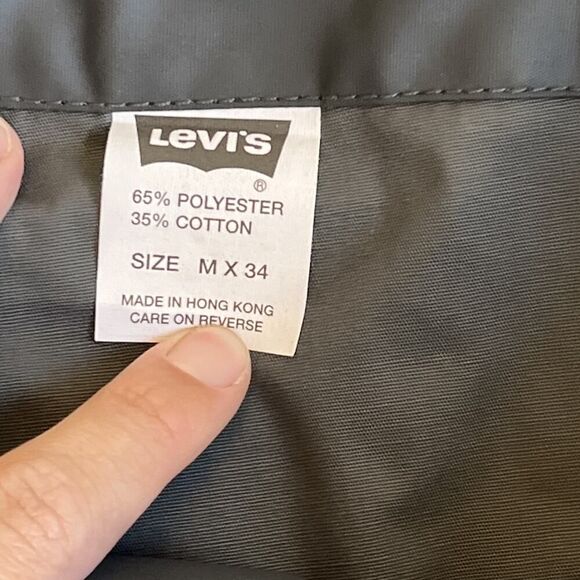 Levi's
®
65% POLYESTER
35% COTTON
SIZE M X 34
MADE IN HONG KONG
CARE ON REVERSE